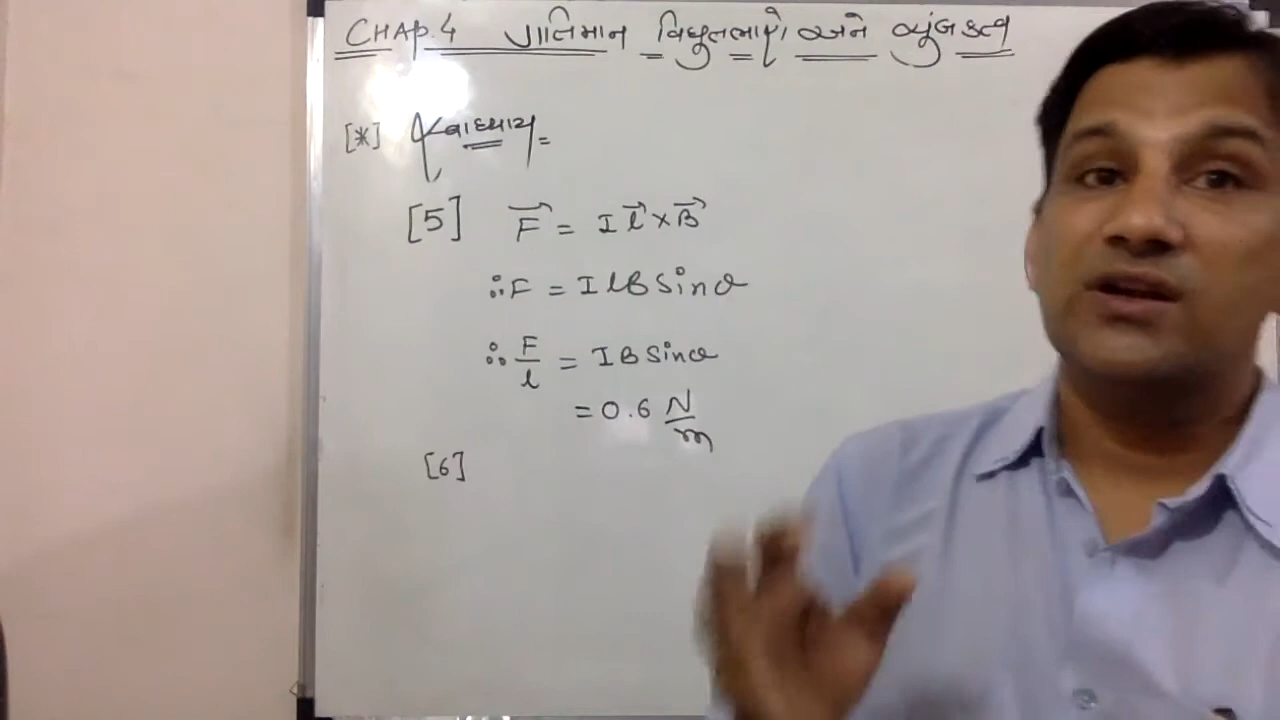 CHAP.4 ગતિમાન વિધુતભારો અને ચુંબકત્વ
[*] સ્વાધ્યાય =
[5] F⃗ = I l⃗ × B⃗
∴ F = I l B Sinθ
∴ F/l = I B Sinθ
= 0.6 N/m
[6]